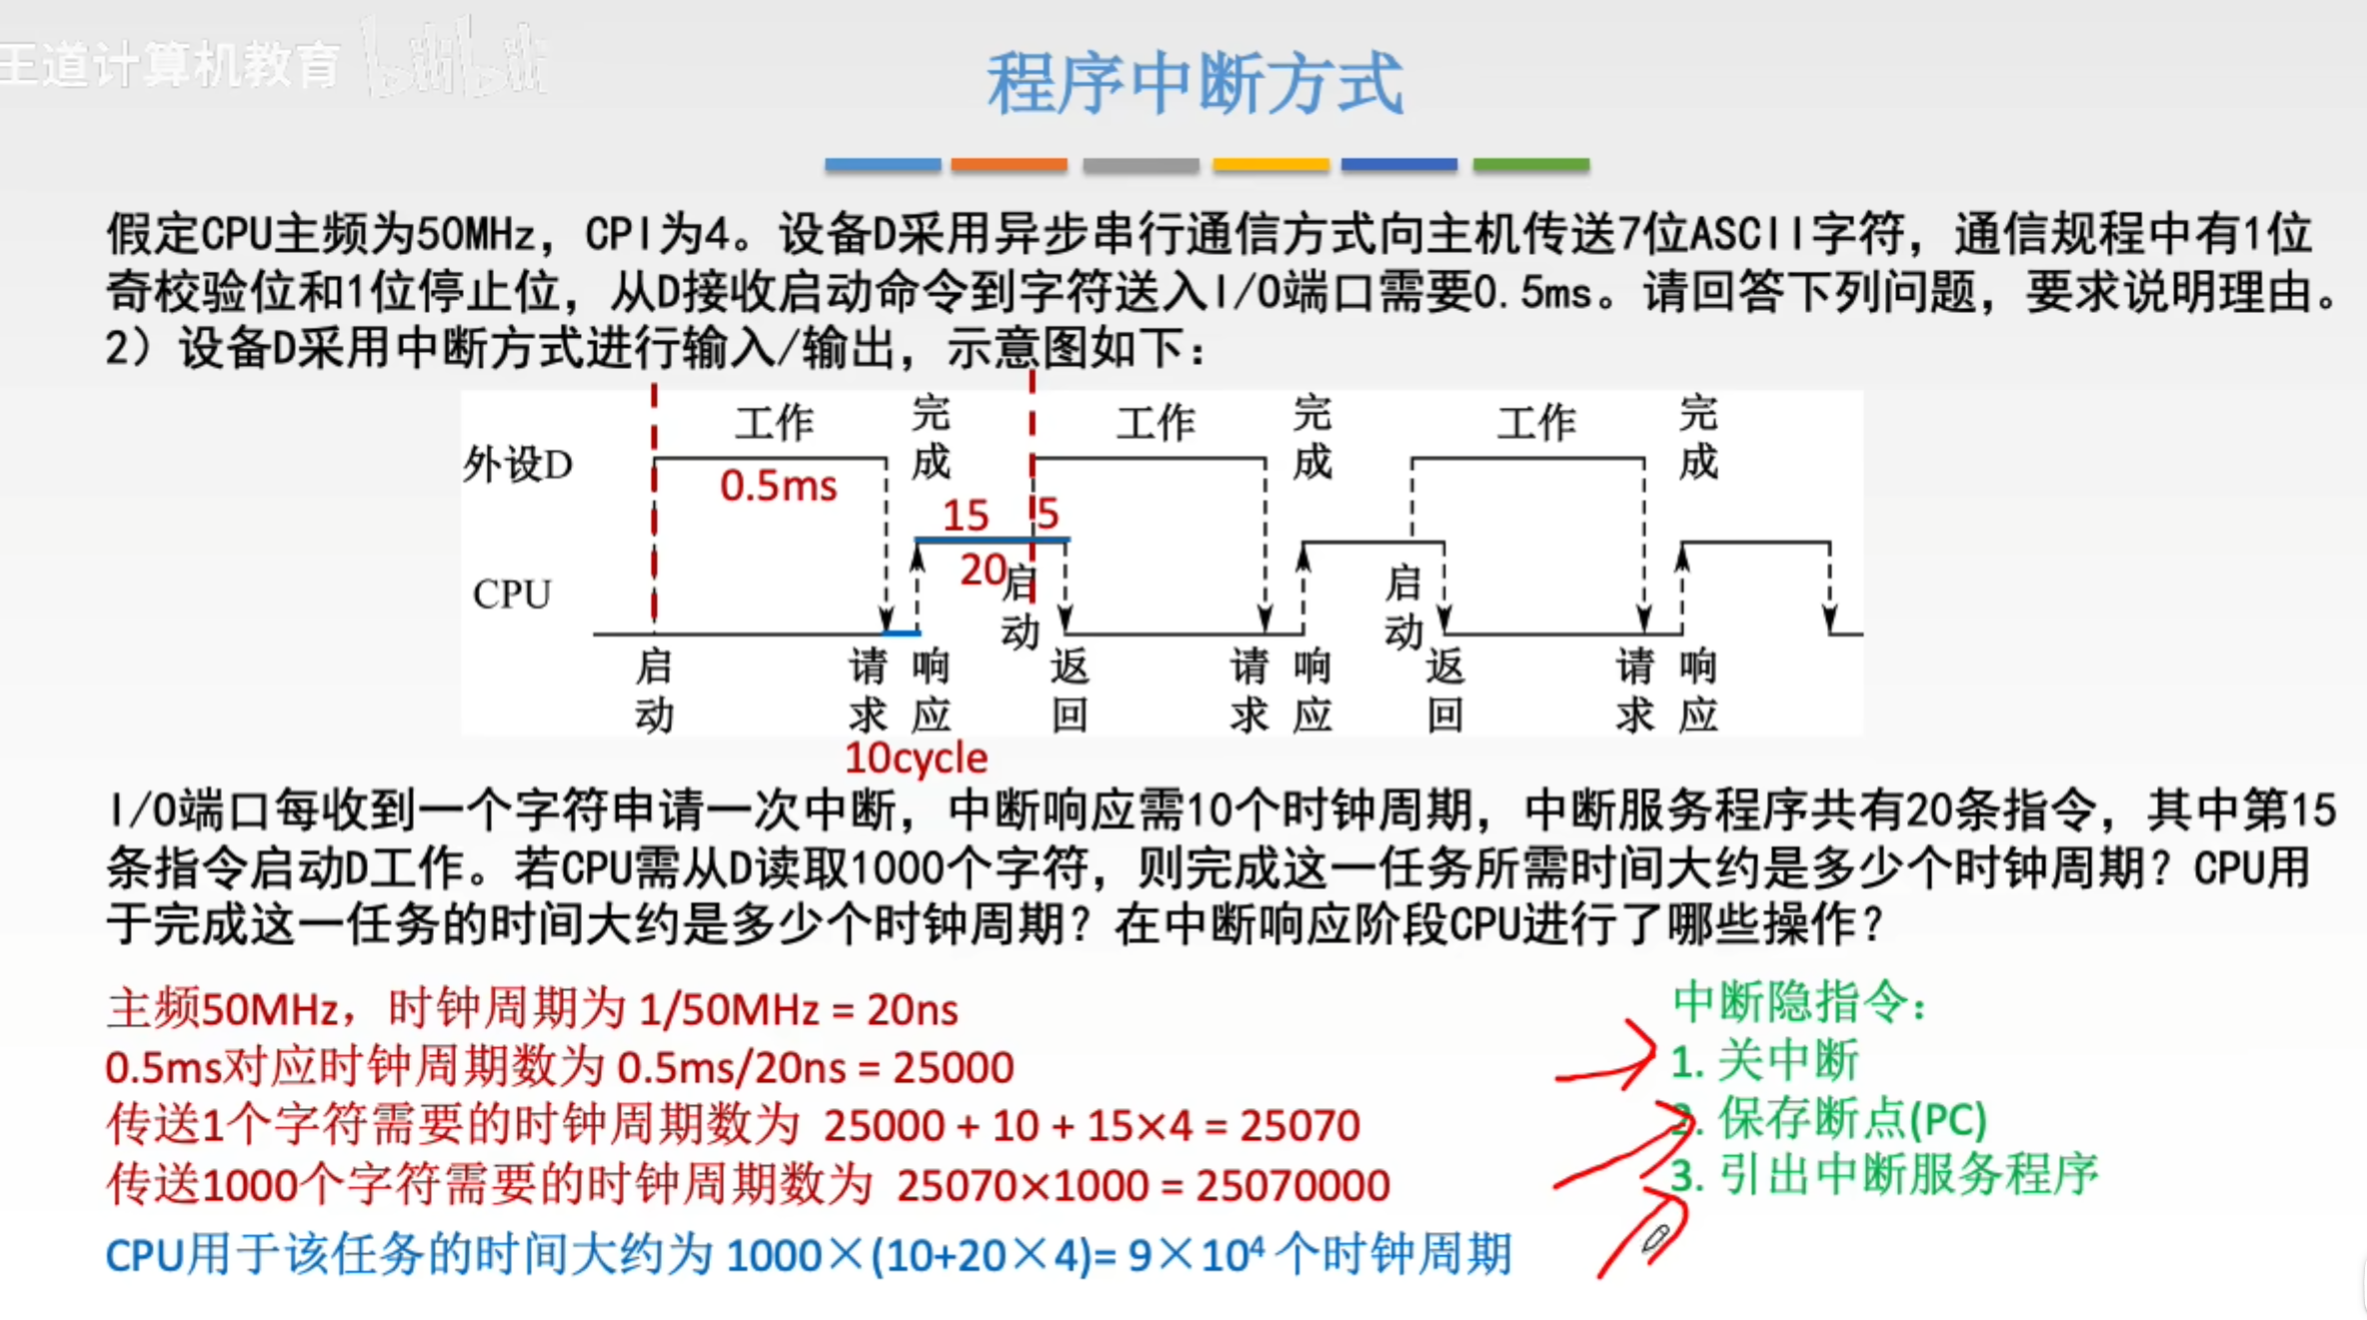 王道计算机教育 bilibili
程序中断方式
假定CPU主频为50MHz，CPI为4。设备D采用异步串行通信方式向主机传送7位ASCII字符，通信规程中有1位
奇校验位和1位停止位，从D接收启动命令到字符送入I/O端口需要0.5ms。请回答下列问题，要求说明理由。
2）设备D采用中断方式进行输入/输出，示意图如下：
外设D
工作
完成
工作
完成
工作
完成
0.5ms
15
5
20
CPU
启动
启动
启动
请求
响应
返回
请求
响应
返回
请求
响应
10cycle
I/O端口每收到一个字符申请一次中断，中断响应需10个时钟周期，中断服务程序共有20条指令，其中第15
条指令启动D工作。若CPU需从D读取1000个字符，则完成这一任务所需时间大约是多少个时钟周期？CPU用
于完成这一任务的时间大约是多少个时钟周期？在中断响应阶段CPU进行了哪些操作？
主频50MHz，时钟周期为 1/50MHz = 20ns
0.5ms对应时钟周期数为 0.5ms/20ns = 25000
传送1个字符需要的时钟周期数为 25000 + 10 + 15×4 = 25070
传送1000个字符需要的时钟周期数为 25070×1000 = 25070000
CPU用于该任务的时间大约为 1000×(10+20×4)= 9×10⁴ 个时钟周期
中断隐指令：
1. 关中断
2. 保存断点(PC)
3. 引出中断服务程序